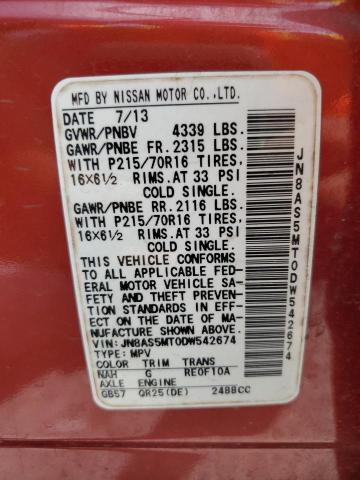 MFD BY NISSAN MOTOR CO.,LTD.
DATE 7/13
GVWR/PNBV 4339 LBS.
GAWR/PNBE FR. 2315 LBS.
WITH P215/70R16 TIRES,
16X6½ RIMS.AT 33 PSI
COLD SINGLE.
GAWR/PNBE RR. 2116 LBS.
WITH P215/70R16 TIRES,
16X6½ RIMS.AT 33 PSI
COLD SINGLE.
THIS VEHICLE CONFORMS
TO ALL APPLICABLE FED-
ERAL MOTOR VEHICLE SA-
FETY AND THEFT PREVENTION
STANDARDS IN EFF-
ECT ON THE DATE OF MA-
NUFACTURE SHOWN ABOVE.
VIN: JN8AS5MT0DW542674
TYPE: MPV
COLOR TRIM TRANS
NAH G RE0F10A
AXLE ENGINE
GB57 QR25(DE) 2488CC
JN8AS5MT0DW542674